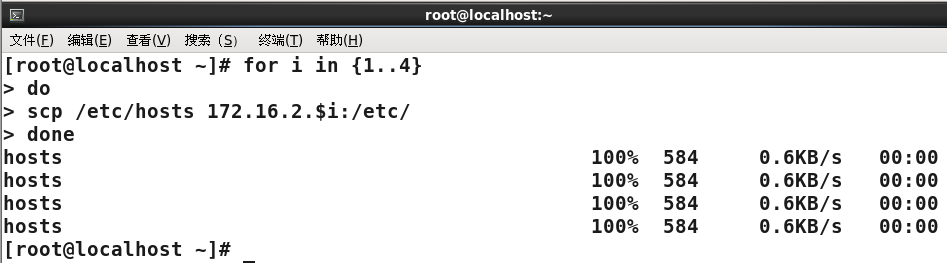 root@localhost:~
文件(F) 编辑(E) 查看(V) 搜索 (S) 终端(T) 帮助(H)
[root@localhost ~]# for i in {1..4}
> do
> scp /etc/hosts 172.16.2.$i:/etc/
> done
hosts 100% 584 0.6KB/s 00:00
hosts 100% 584 0.6KB/s 00:00
hosts 100% 584 0.6KB/s 00:00
hosts 100% 584 0.6KB/s 00:00
[root@localhost ~]# _